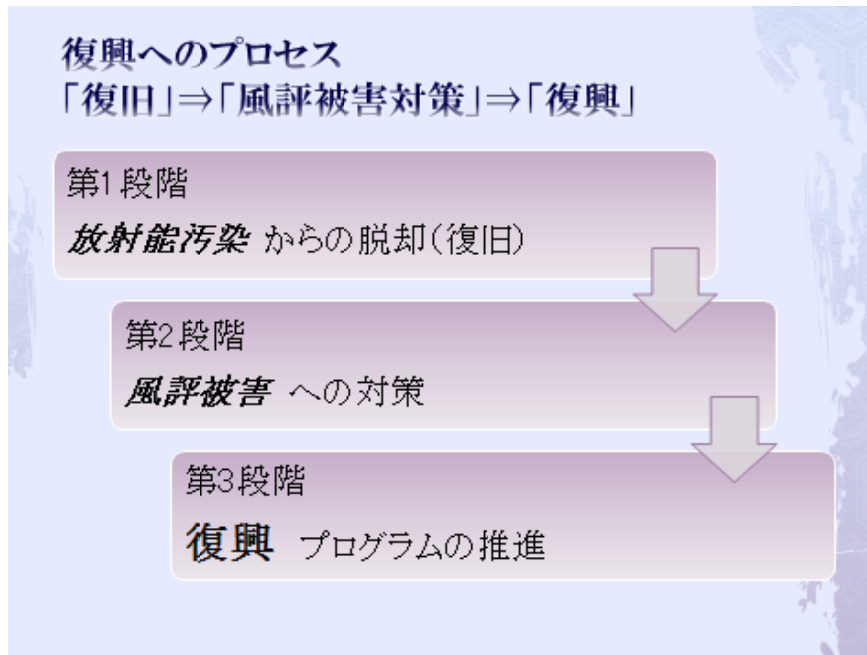 復興へのプロセス
「復旧」⇒「風評被害対策」⇒「復興」
第1段階
放射能汚染 からの脱却(復旧)
第2段階
風評被害 への対策
第3段階
復興 プログラムの推進